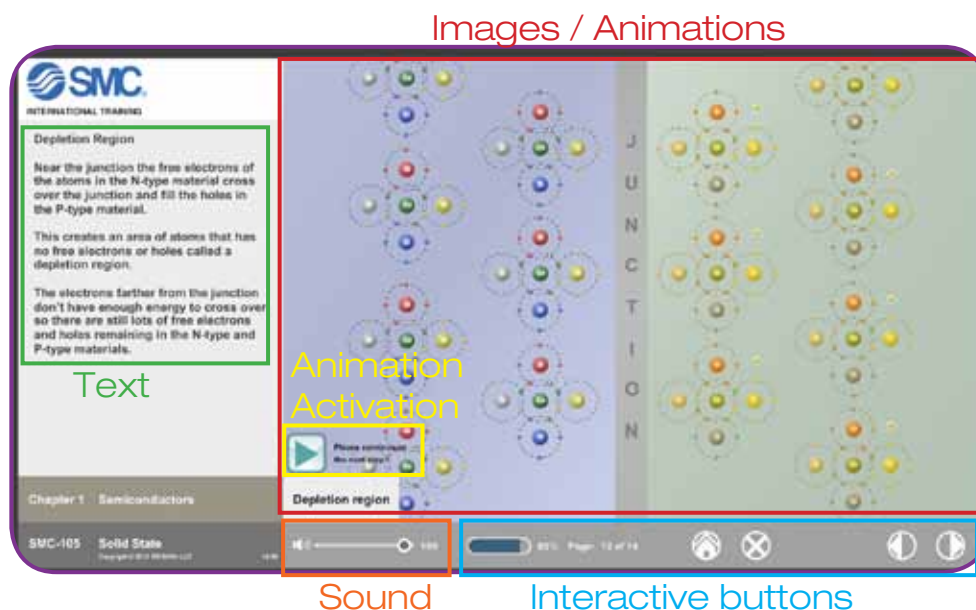 Images / Animations
SMC
INTERNATIONAL TRAINING
Depletion Region
Near the junction the free electrons of
the atoms in the N-type material cross
over the junction and fill the holes in
the P-type material.
This creates an area of atoms that has
no free electrons or holes called a
depletion region.
The electrons farther from the junction
don't have enough energy to cross over
so there are still lots of free electrons
and holes remaining in the N-type and
P-type materials.
Text
J
U
N
C
T
I
O
N
Animation
Activation
Depletion region
Chapter 1 Semiconductors
SMC-105 Solid State
Page: 13 of 14
Sound
Interactive buttons